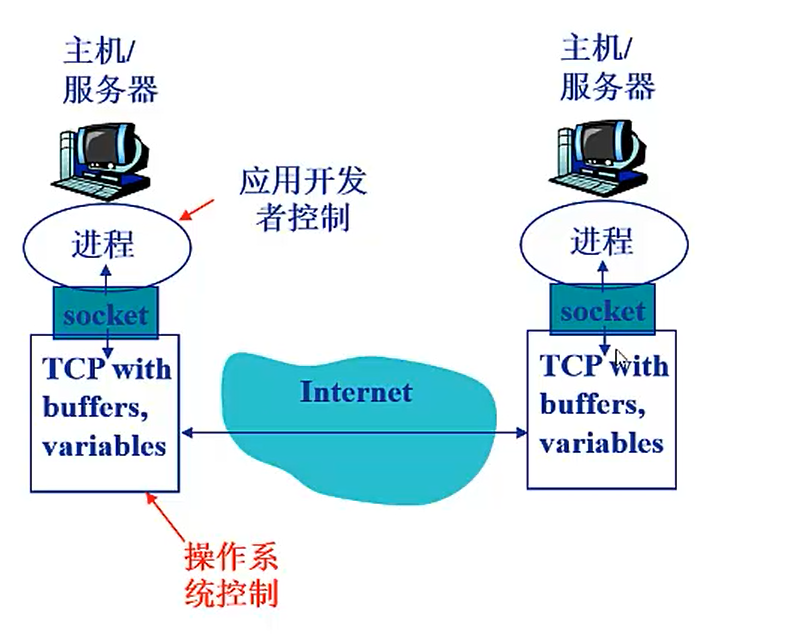 主机/
服务器
主机/
服务器
应用开发
者控制
进程
进程
socket
socket
TCP with
buffers,
variables
Internet
TCP with
buffers,
variables
操作系
统控制